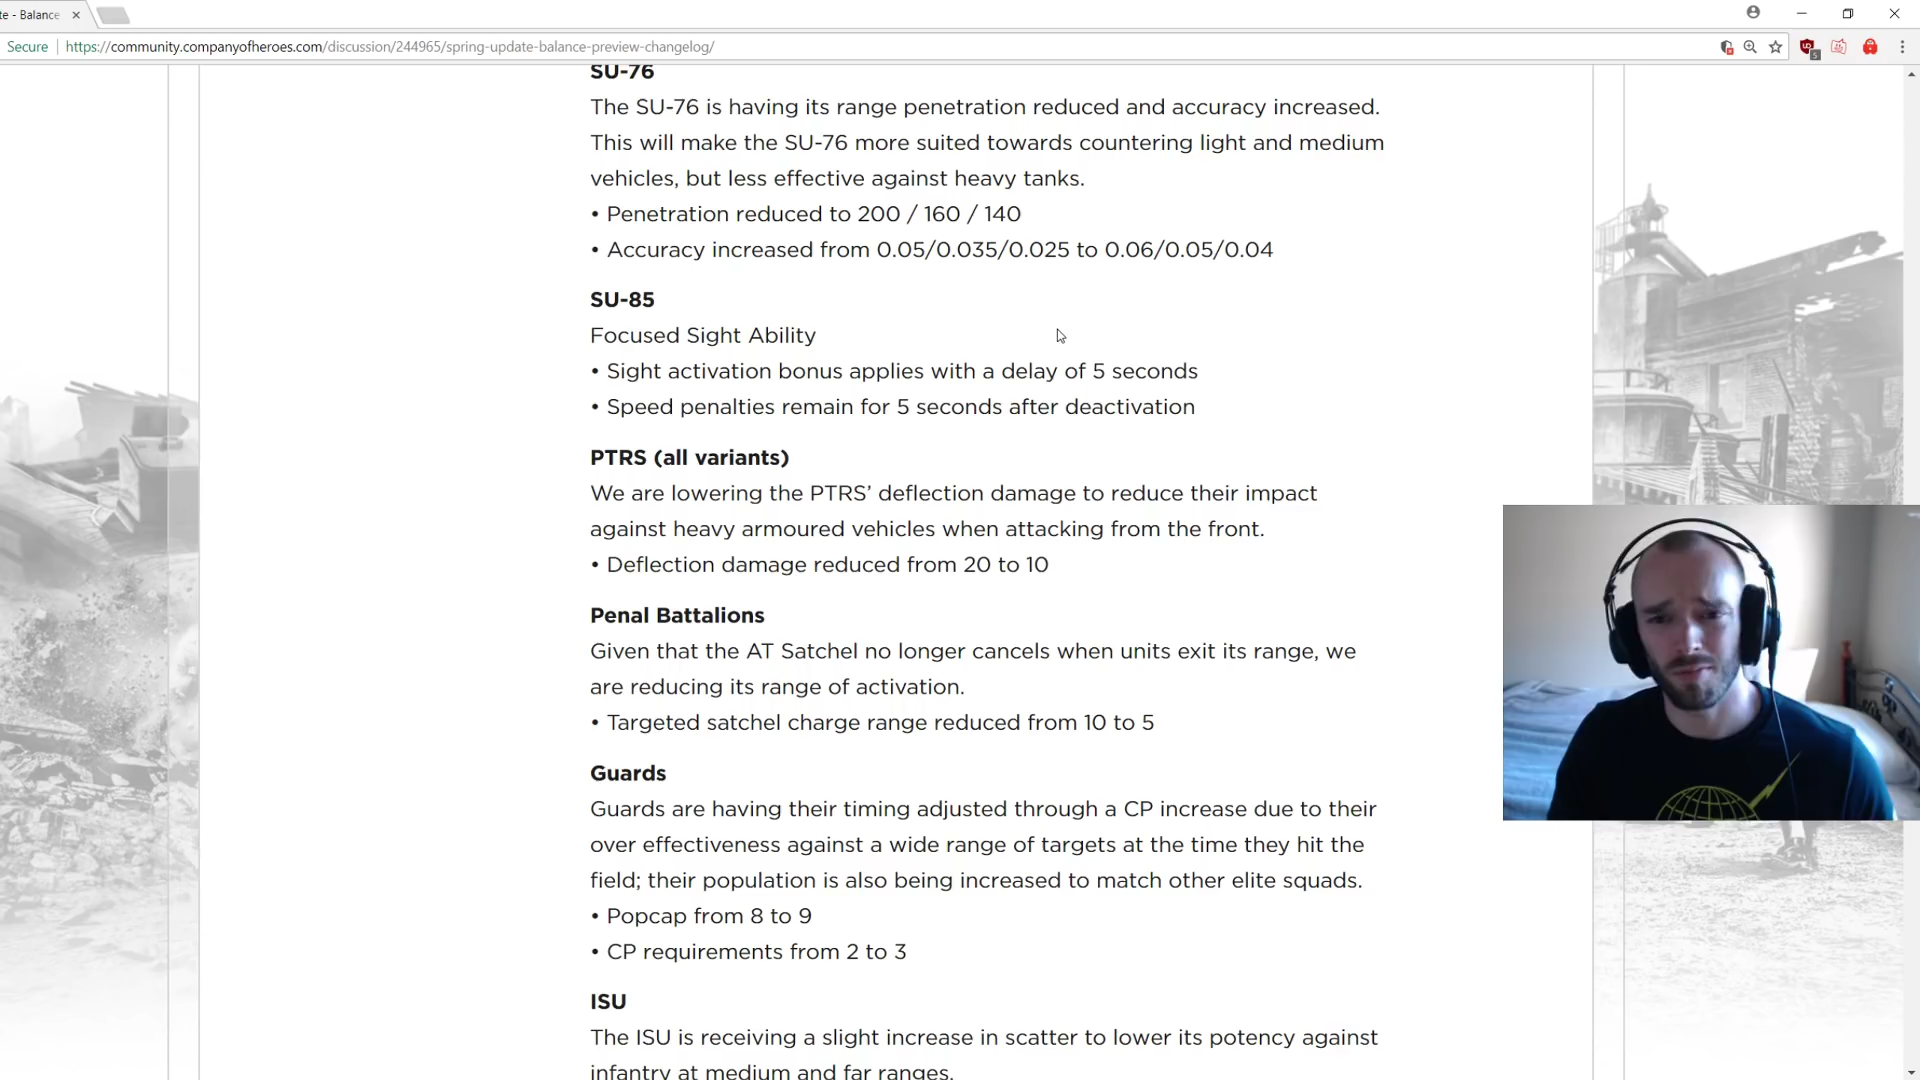 te - Balance
Secure
https://community.companyofheroes.com/discussion/244965/spring-update-balance-preview-changelog/
5
SU-76
The SU-76 is having its range penetration reduced and accuracy increased.
This will make the SU-76 more suited towards countering light and medium
vehicles, but less effective against heavy tanks.
• Penetration reduced to 200 / 160 / 140
• Accuracy increased from 0.05/0.035/0.025 to 0.06/0.05/0.04
SU-85
Focused Sight Ability
• Sight activation bonus applies with a delay of 5 seconds
• Speed penalties remain for 5 seconds after deactivation
PTRS (all variants)
We are lowering the PTRS’ deflection damage to reduce their impact
against heavy armoured vehicles when attacking from the front.
• Deflection damage reduced from 20 to 10
Penal Battalions
Given that the AT Satchel no longer cancels when units exit its range, we
are reducing its range of activation.
• Targeted satchel charge range reduced from 10 to 5
Guards
Guards are having their timing adjusted through a CP increase due to their
over effectiveness against a wide range of targets at the time they hit the
field; their population is also being increased to match other elite squads.
• Popcap from 8 to 9
• CP requirements from 2 to 3
ISU
The ISU is receiving a slight increase in scatter to lower its potency against
infantry at medium and far ranges.